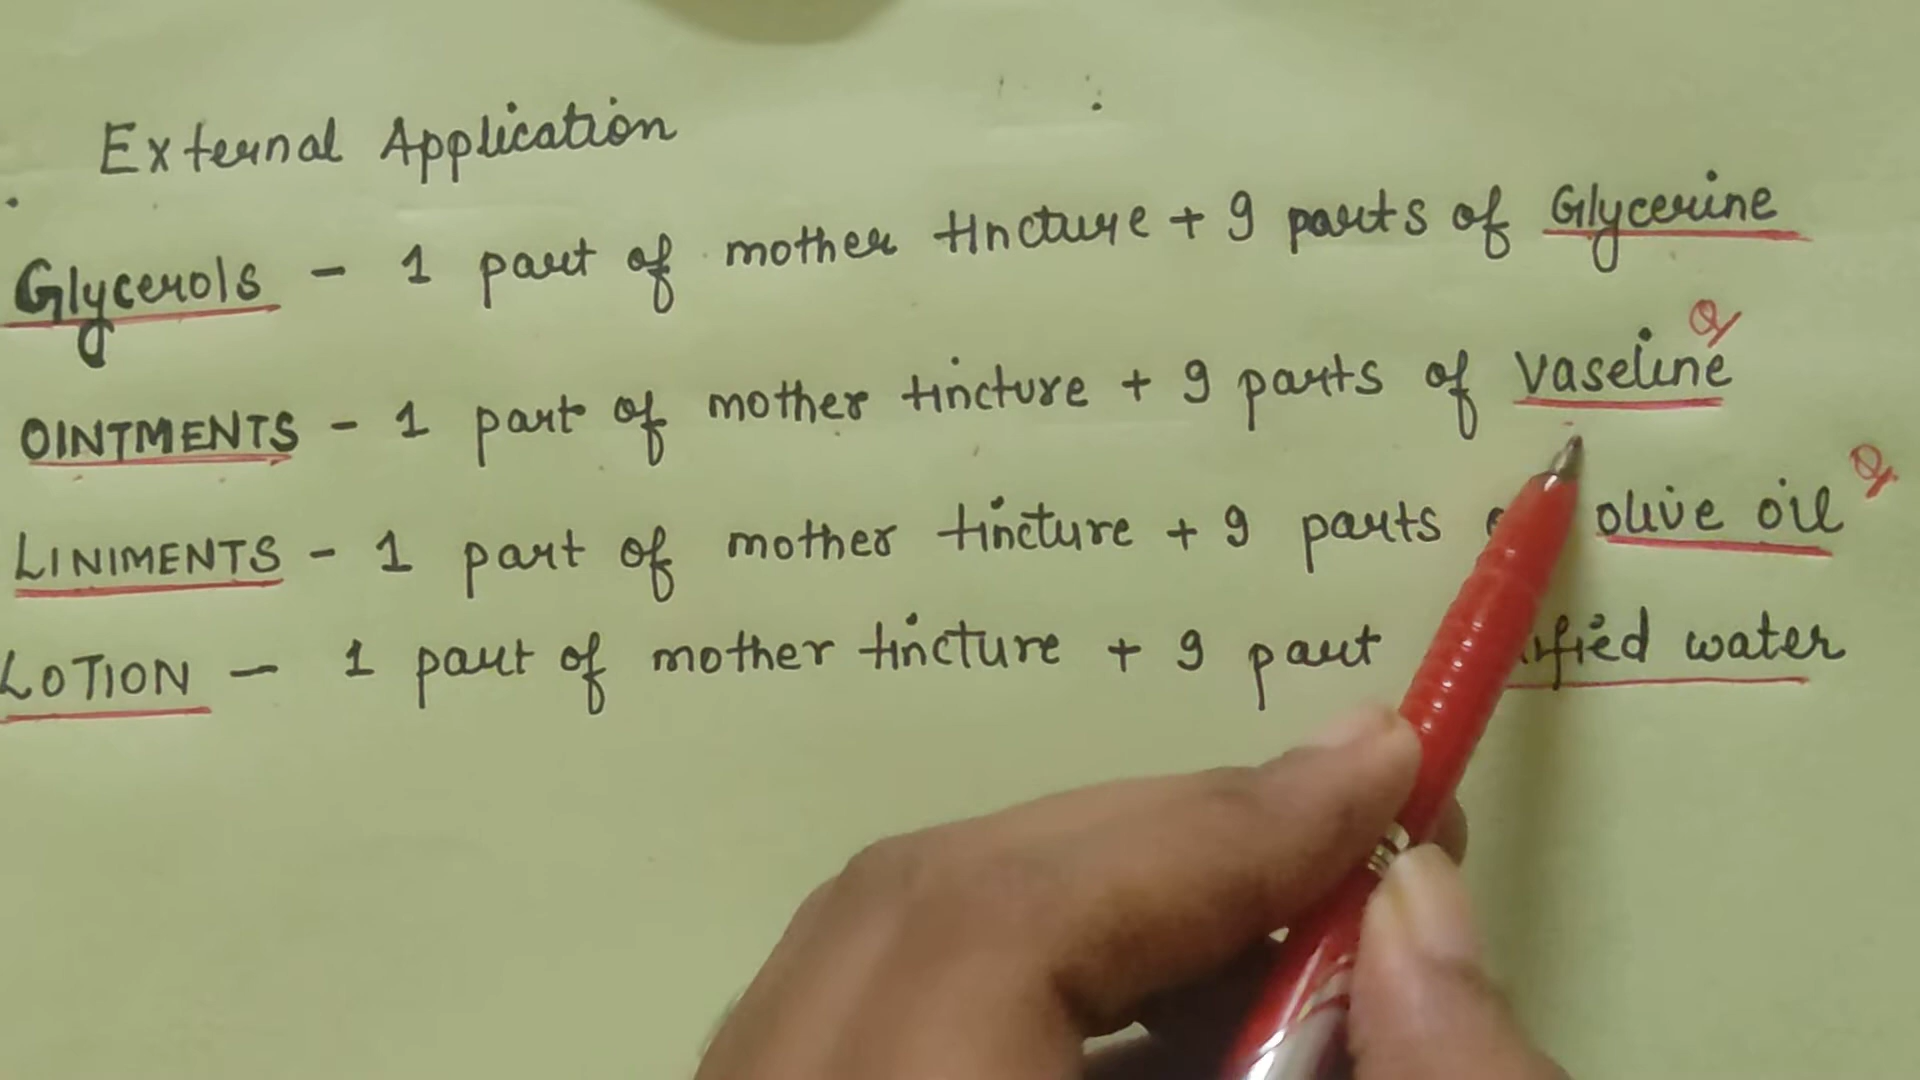 External Application
Glycerols - 1 part of mother tincture + 9 parts of Glycerine
Q
OINTMENTS - 1 part of mother tincture + 9 parts of vaseline
Q
LINIMENTS - 1 part of mother tincture + 9 parts olive oil
LOTION - 1 part of mother tincture + 9 part water